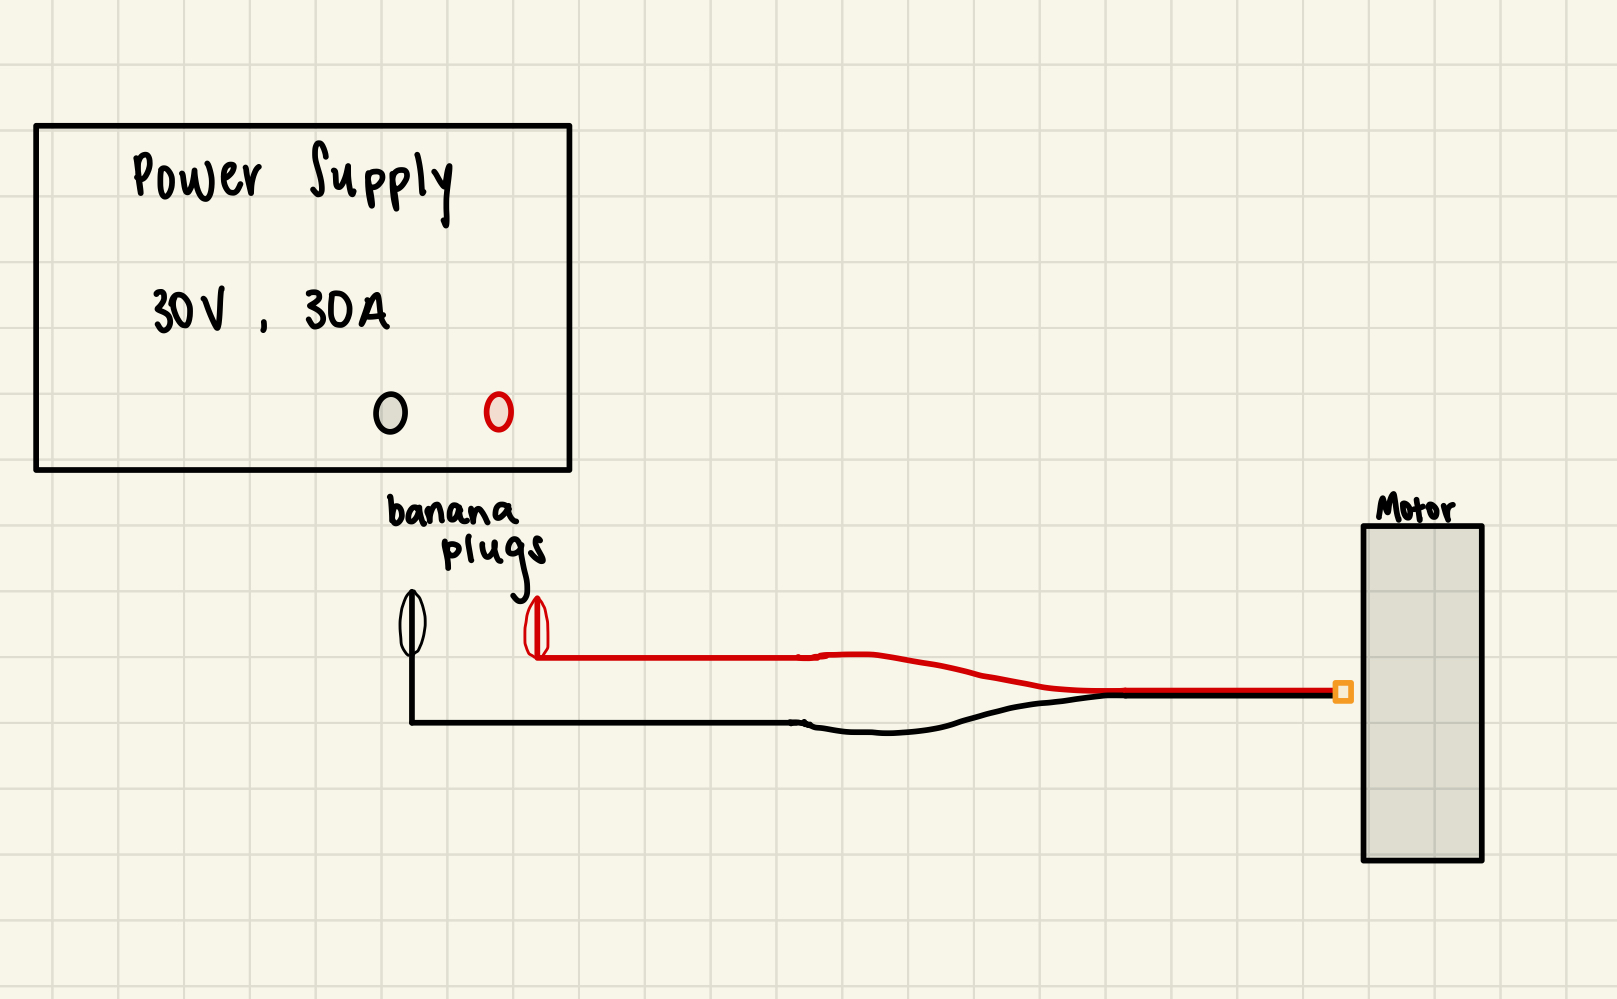 Power Supply
30V, 30A
banana
plugs
Motor